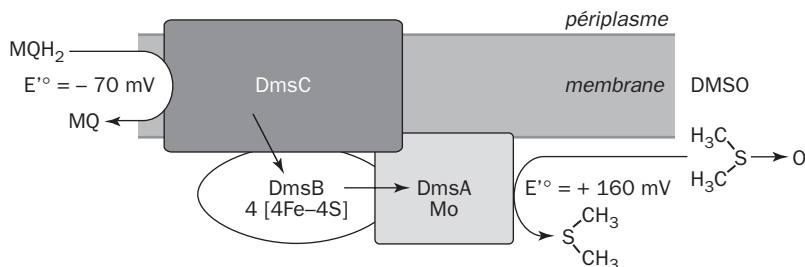 périplasme
MQH2
E'° = – 70 mV
MQ
DmsC
membrane
DMSO
DmsB
4 [4Fe–4S]
DmsA
Mo
E'° = + 160 mV
H3C
S
O
H3C
CH3
S
CH3